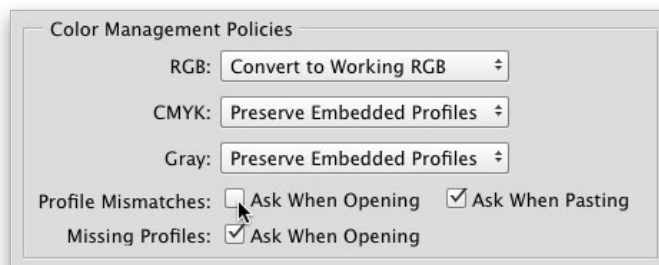 Color Management Policies
RGB: Convert to Working RGB
CMYK: Preserve Embedded Profiles
Gray: Preserve Embedded Profiles
Profile Mismatches: Ask When Opening Ask When Pasting
Missing Profiles: Ask When Opening